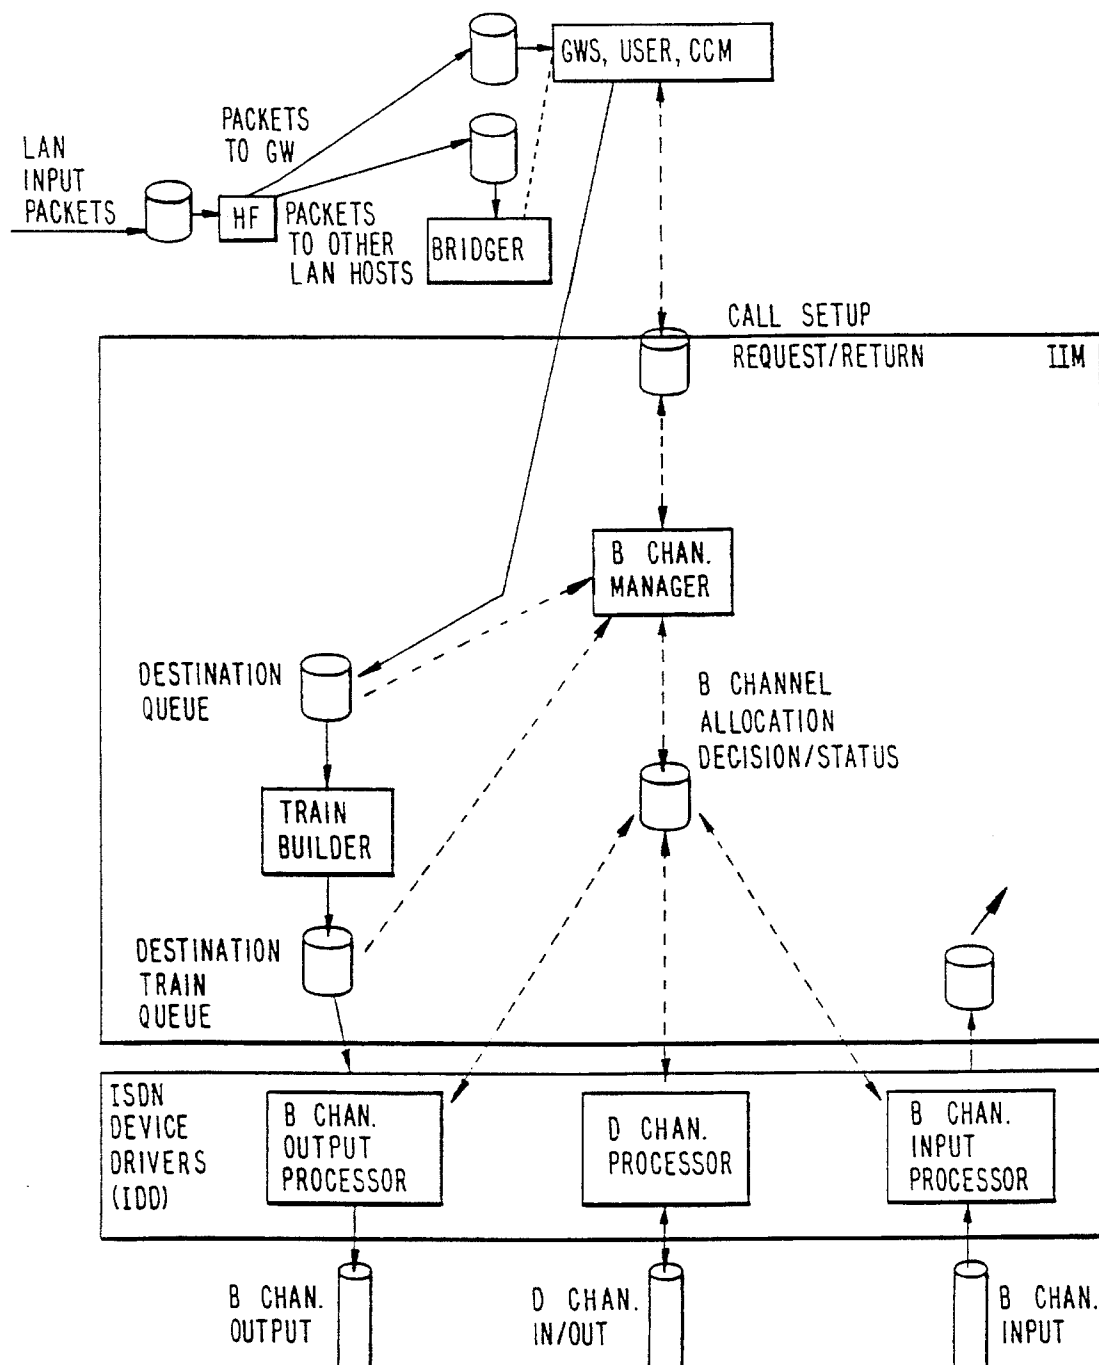 GWS, USER, CCM
PACKETS
TO GW
LAN
INPUT
PACKETS
HF
PACKETS
TO OTHER
LAN HOSTS
BRIDGER
CALL SETUP
REQUEST/RETURN
IIM
B CHAN.
MANAGER
DESTINATION
QUEUE
B CHANNEL
ALLOCATION
DECISION/STATUS
TRAIN
BUILDER
DESTINATION
TRAIN
QUEUE
ISDN
DEVICE
DRIVERS
(IDD)
B CHAN.
OUTPUT
PROCESSOR
D CHAN.
PROCESSOR
B CHAN.
INPUT
PROCESSOR
B CHAN.
OUTPUT
D CHAN.
IN/OUT
B CHAN.
INPUT